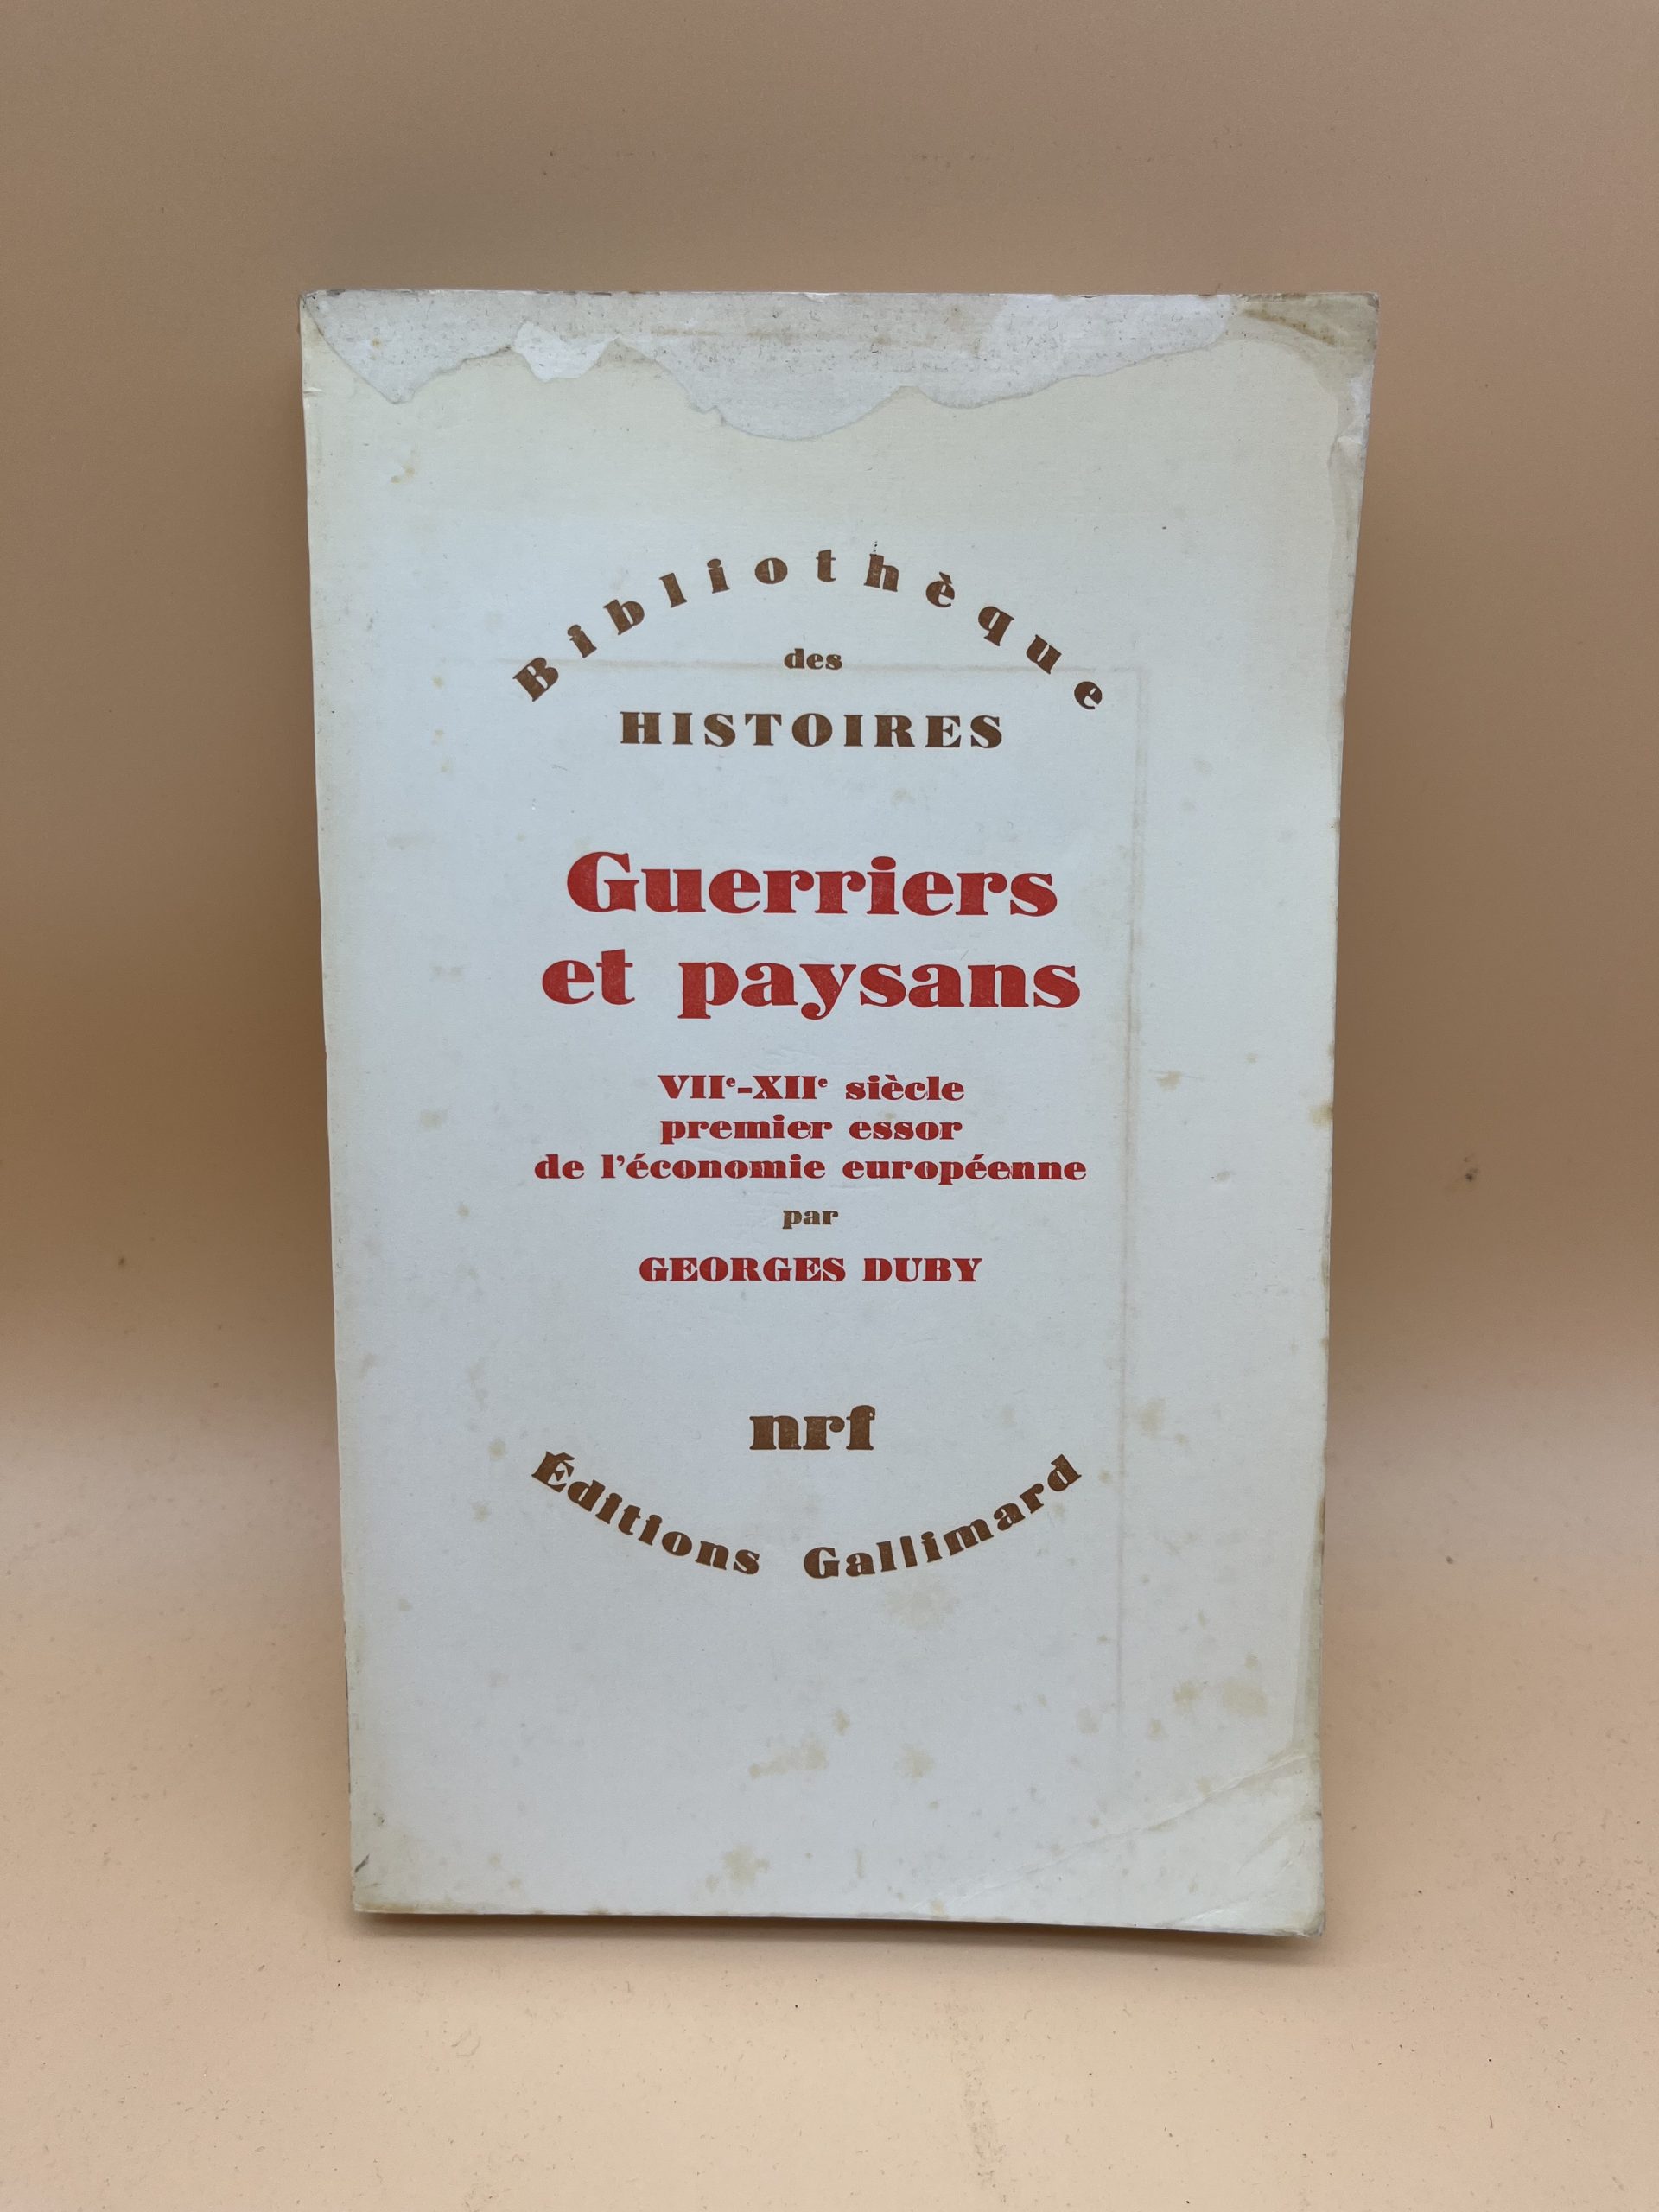 Bibliothèque
des
HISTOIRES
Guerriers
et paysans
VIIe-XIIe siècle
premier essor
de l'économie européenne
par
GEORGES DUBY
nrf
Éditions Gallimard